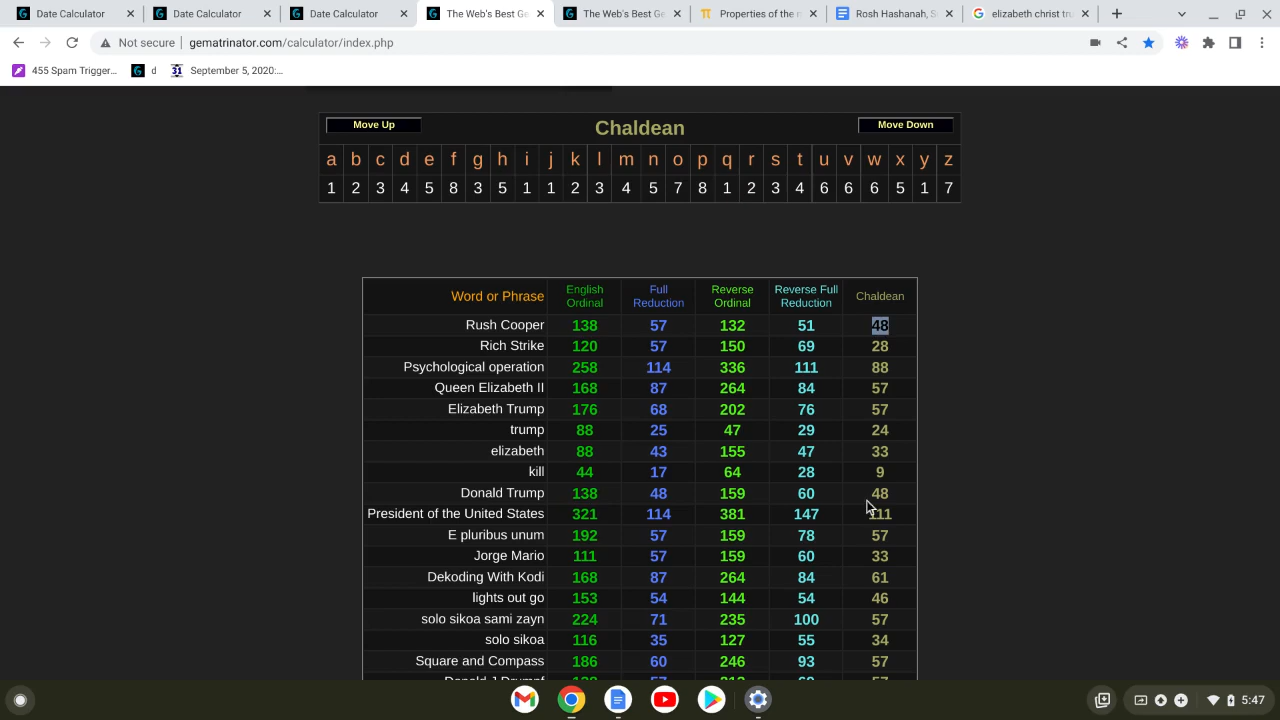 Date Calculator Date Calculator Date Calculator The Web's Best Ge The Web's Best Ge Properties of the r Rosh Hashanah, S elizabeth christ tru
Not secure gematrinator.com/calculator/index.php
455 Spam Trigger... d 31 September 5, 2020:...
Move Up Chaldean Move Down
a b c d e f g h i j k l m n o p q r s t u v w x y z
1 2 3 4 5 8 3 5 1 1 2 3 4 5 7 8 1 2 3 4 6 6 6 5 1 7
Word or Phrase English Ordinal Full Reduction Reverse Ordinal Reverse Full Reduction Chaldean
Rush Cooper 138 57 132 51 48
Rich Strike 120 57 150 69 28
Psychological operation 258 114 336 111 88
Queen Elizabeth II 168 87 264 84 57
Elizabeth Trump 176 68 202 76 57
trump 88 25 47 29 24
elizabeth 88 43 155 47 33
kill 44 17 64 28 9
Donald Trump 138 48 159 60 48
President of the United States 321 114 381 147 111
E pluribus unum 192 57 159 78 57
Jorge Mario 111 57 159 60 33
Dekoding With Kodi 168 87 264 84 61
lights out go 153 54 144 54 46
solo sikoa sami zayn 224 71 235 100 57
solo sikoa 116 35 127 55 34
Square and Compass 186 60 246 93 57
Donald J Drumpf 138 57 213 69 57
5:47